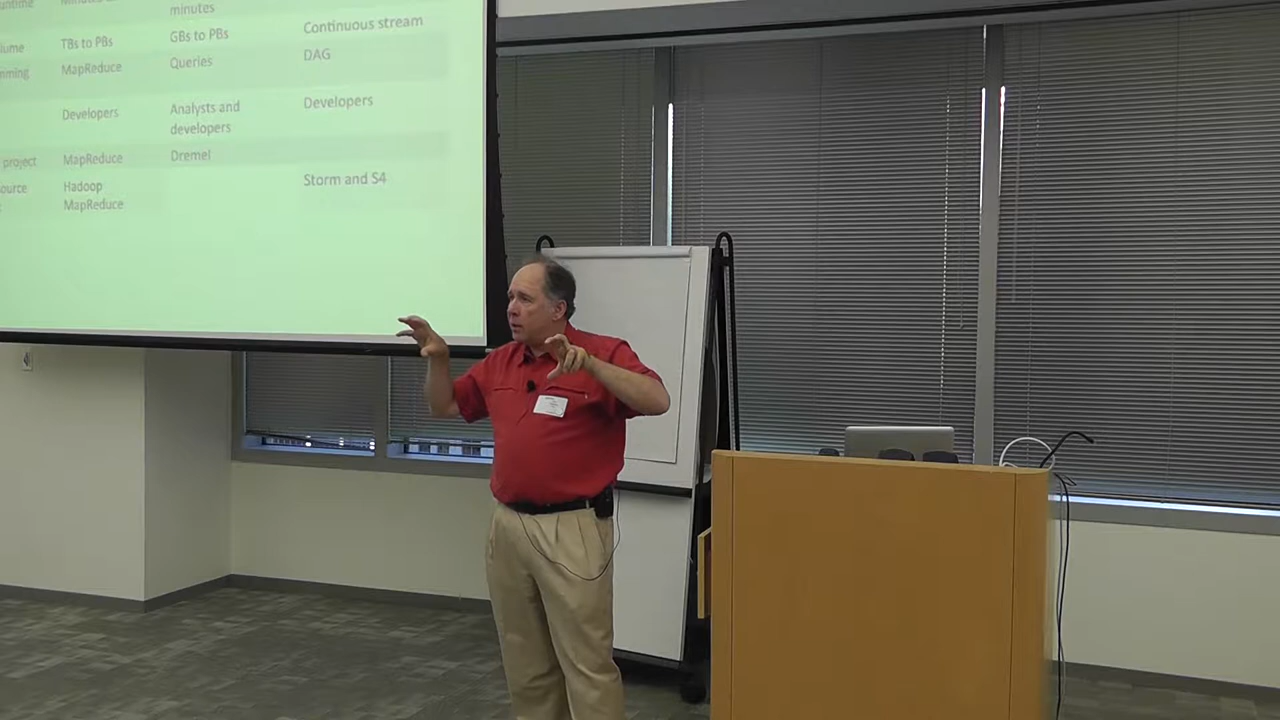 minutes
TBs to PBs GBs to PBs Continuous stream
MapReduce Queries DAG
Developers Analysts and Developers
developers
project MapReduce Dremel
Hadoop Storm and S4
MapReduce